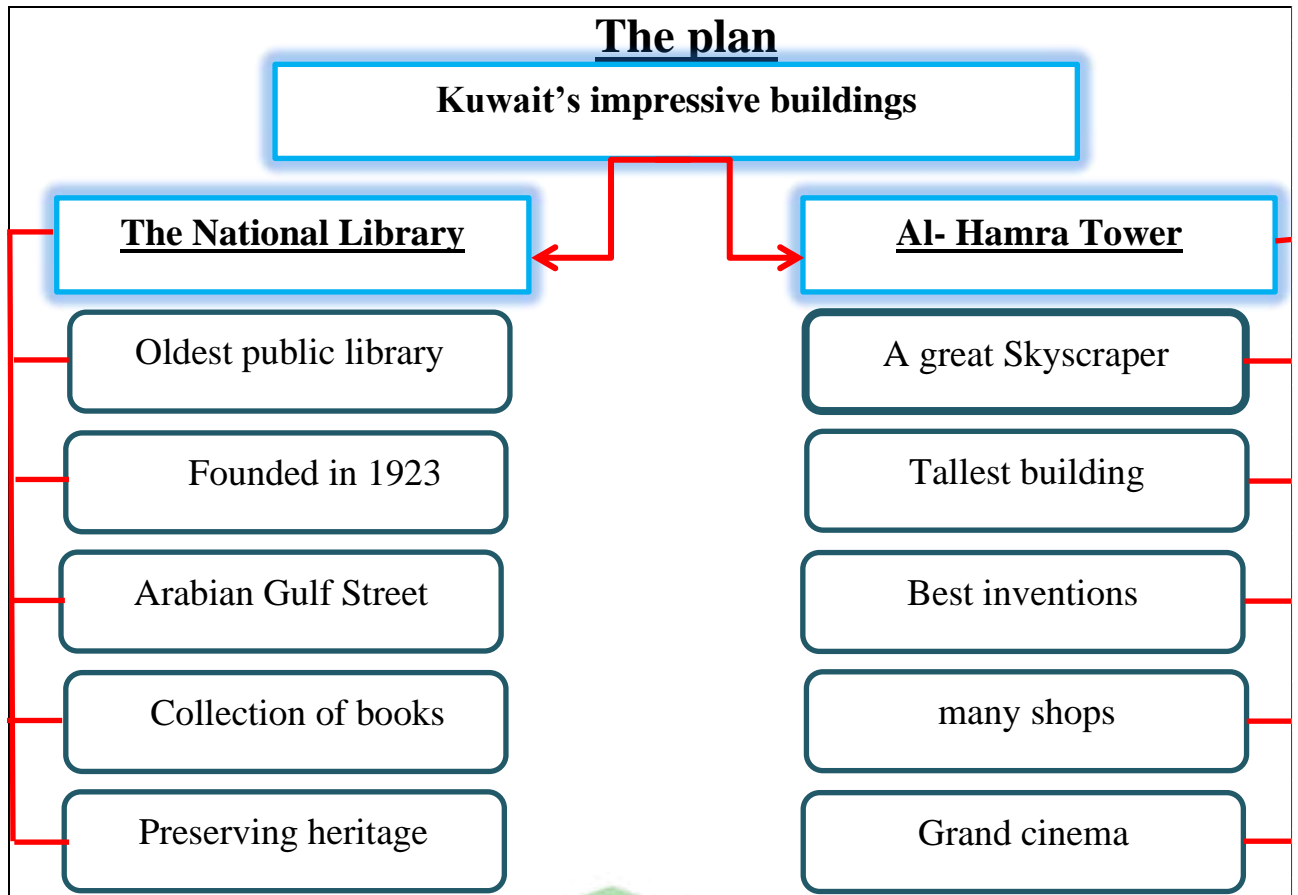 The plan
Kuwait’s impressive buildings
The National Library
Oldest public library
Founded in 1923
Arabian Gulf Street
Collection of books
Preserving heritage
Al- Hamra Tower
A great Skyscraper
Tallest building
Best inventions
many shops
Grand cinema